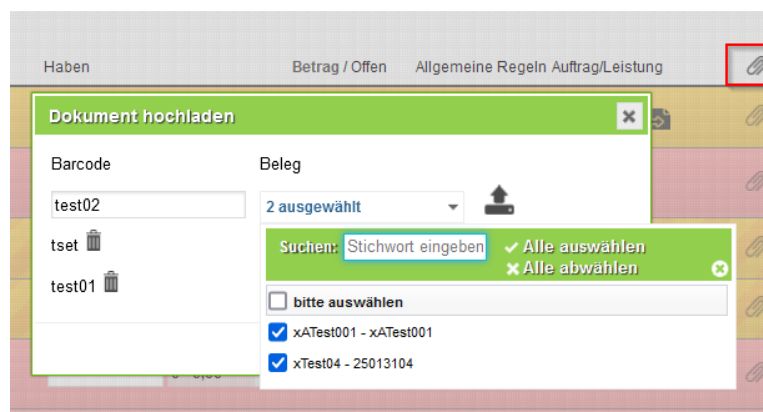 Haben Betrag / Offen Allgemeine Regeln Auftrag/Leistung
Dokument hochladen
Barcode Beleg
test02 2 ausgewählt
tset
test01
Suchen: Stichwort eingeben Alle auswählen
Alle abwählen
bitte auswählen
xATest001 - xATest001
xTest04 - 25013104